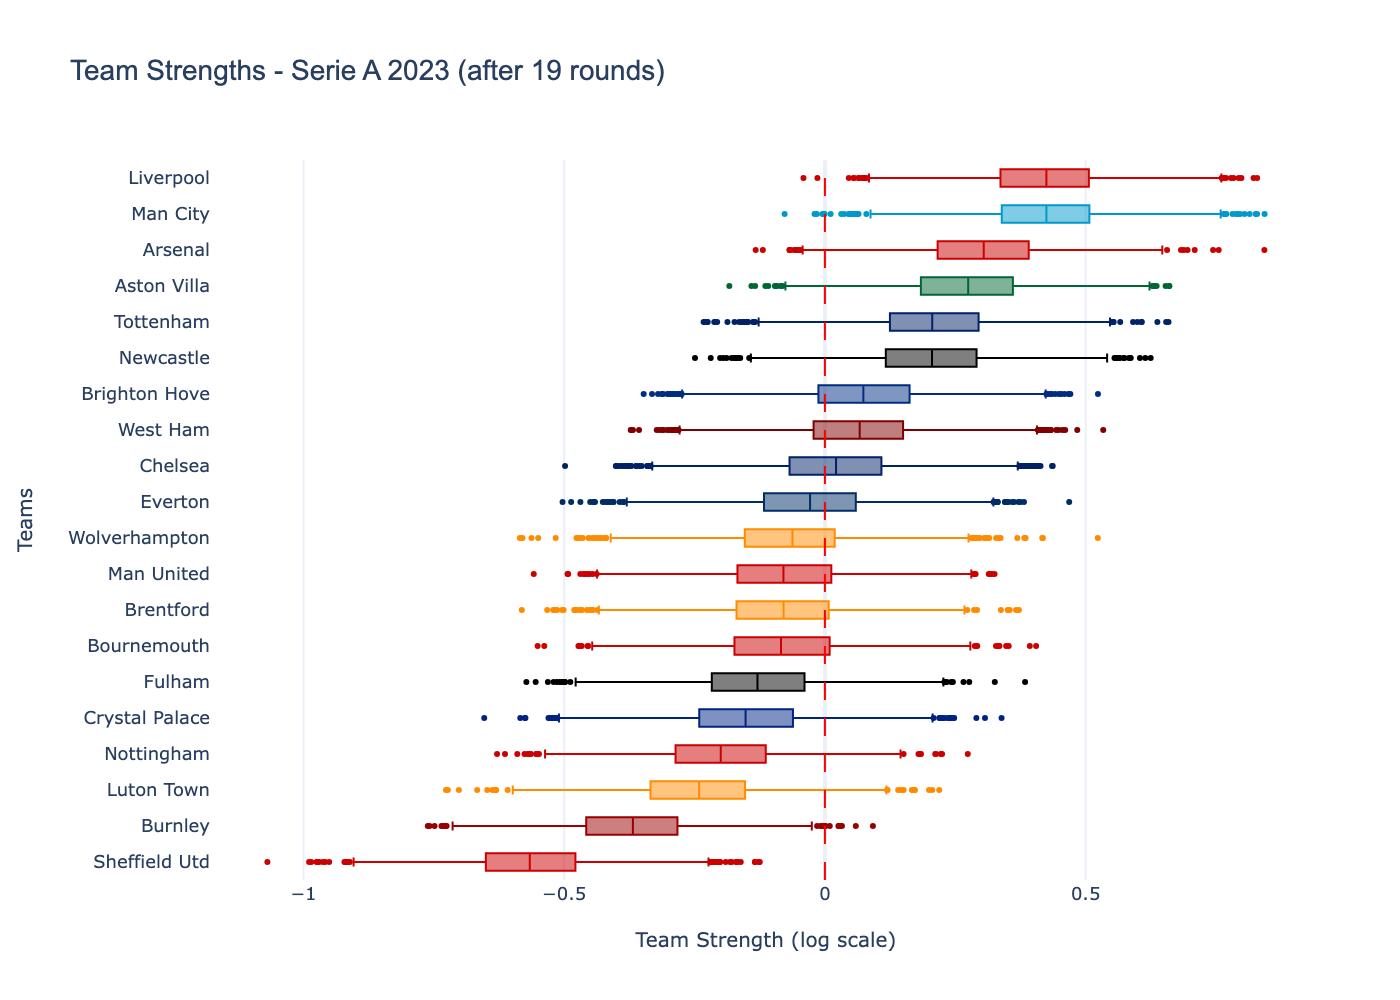 Team Strengths - Serie A 2023 (after 19 rounds)
Liverpool
Man City
Arsenal
Aston Villa
Tottenham
Newcastle
Brighton Hove
West Ham
Chelsea
Everton
Wolverhampton
Man United
Brentford
Bournemouth
Fulham
Crystal Palace
Nottingham
Luton Town
Burnley
Sheffield Utd
Teams
−1
−0.5
0
0.5
Team Strength (log scale)